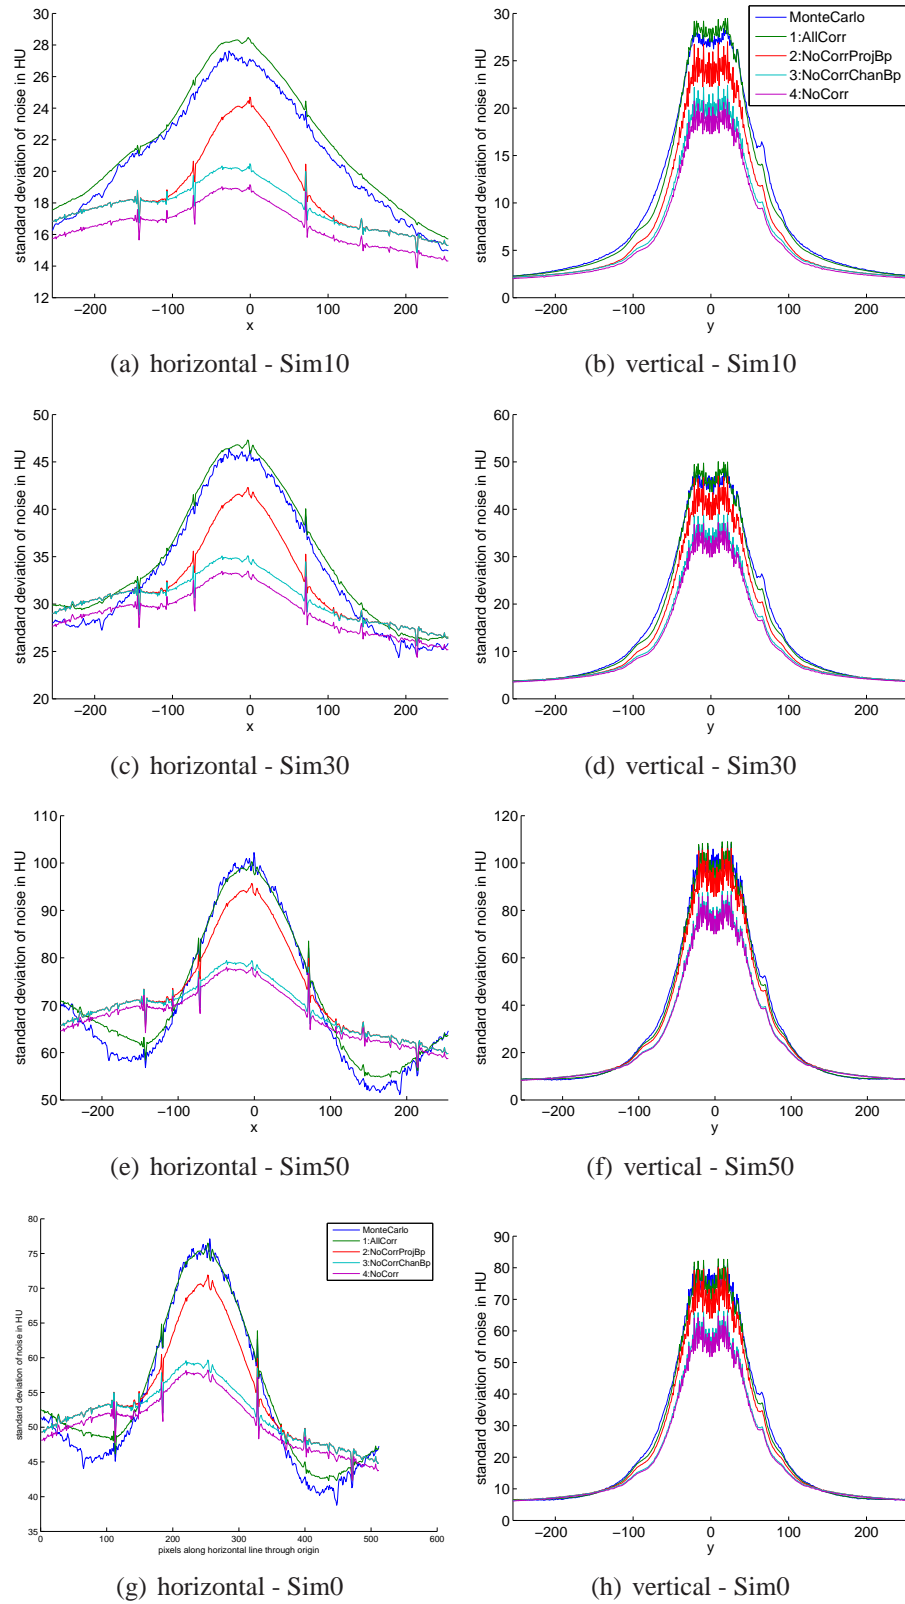 30
28
26
24
22
20
18
16
14
12
standard deviation of noise in HU
−200 −100 0 100 200
x
(a) horizontal - Sim10
30
25
20
15
10
5
0
standard deviation of noise in HU
−200 −100 0 100 200
y
MonteCarlo
1:AllCorr
2:NoCorrProjBp
3:NoCorrChanBp
4:NoCorr
(b) vertical - Sim10
50
45
40
35
30
25
20
standard deviation of noise in HU
−200 −100 0 100 200
x
(c) horizontal - Sim30
60
50
40
30
20
10
0
standard deviation of noise in HU
−200 −100 0 100 200
y
(d) vertical - Sim30
110
100
90
80
70
60
50
standard deviation of noise in HU
−200 −100 0 100 200
x
(e) horizontal - Sim50
120
100
80
60
40
20
0
standard deviation of noise in HU
−200 −100 0 100 200
y
(f) vertical - Sim50
80
75
70
65
60
55
50
45
40
35
standard deviation of noise in HU
0 100 200 300 400 500 600
pixels along horizontal line through origin
MonteCarlo
1:AllCorr
2:NoCorrProjBp
3:NoCorrChanBp
4:NoCorr
(g) horizontal - Sim0
90
80
70
60
50
40
30
20
10
0
standard deviation of noise in HU
−200 −100 0 100 200
y
(h) vertical - Sim0